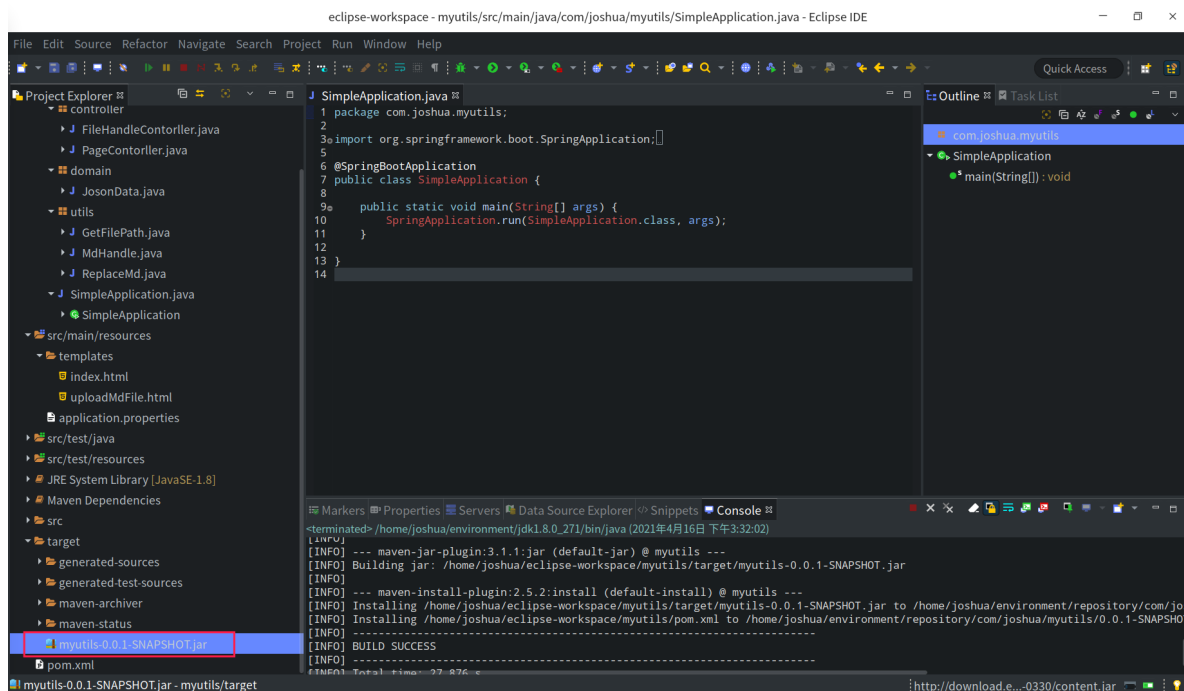 eclipse-workspace - myutils/src/main/java/com/joshua/myutils/SimpleApplication.java - Eclipse IDE
File Edit Source Refactor Navigate Search Project Run Window Help
Quick Access
Project Explorer
controller
FileHandleContorller.java
PageContorller.java
domain
JosonData.java
utils
GetFilePath.java
MdHandle.java
ReplaceMd.java
SimpleApplication.java
SimpleApplication
src/main/resources
templates
index.html
uploadMdFile.html
application.properties
src/test/java
src/test/resources
JRE System Library [JavaSE-1.8]
Maven Dependencies
src
target
generated-sources
generated-test-sources
maven-archiver
maven-status
myutils-0.0.1-SNAPSHOT.jar
pom.xml
SimpleApplication.java
1 package com.joshua.myutils;
2
3 import org.springframework.boot.SpringApplication;
5
6 @SpringBootApplication
7 public class SimpleApplication {
8
9 public static void main(String[] args) {
10 SpringApplication.run(SimpleApplication.class, args);
11 }
12
13 }
14
Outline Task List
com.joshua.myutils
SimpleApplication
main(String[]) : void
Markers Properties Servers Data Source Explorer Snippets Console
<terminated> /home/joshua/environment/jdk1.8.0_271/bin/java (2021年4月16日 下午3:32:02)
[INFO]
[INFO] --- maven-jar-plugin:3.1.1:jar (default-jar) @ myutils ---
[INFO] Building jar: /home/joshua/eclipse-workspace/myutils/target/myutils-0.0.1-SNAPSHOT.jar
[INFO]
[INFO] --- maven-install-plugin:2.5.2:install (default-install) @ myutils ---
[INFO] Installing /home/joshua/eclipse-workspace/myutils/target/myutils-0.0.1-SNAPSHOT.jar to /home/joshua/environment/repository/com/jo
[INFO] Installing /home/joshua/eclipse-workspace/myutils/pom.xml to /home/joshua/environment/repository/com/joshua/myutils/0.0.1-SNAPSHO
[INFO] ------------------------------------------------------------------------
[INFO] BUILD SUCCESS
[INFO] ------------------------------------------------------------------------
[INFO] Total time: 27.876 s
myutils-0.0.1-SNAPSHOT.jar - myutils/target
http://download.e...-0330/content.jar